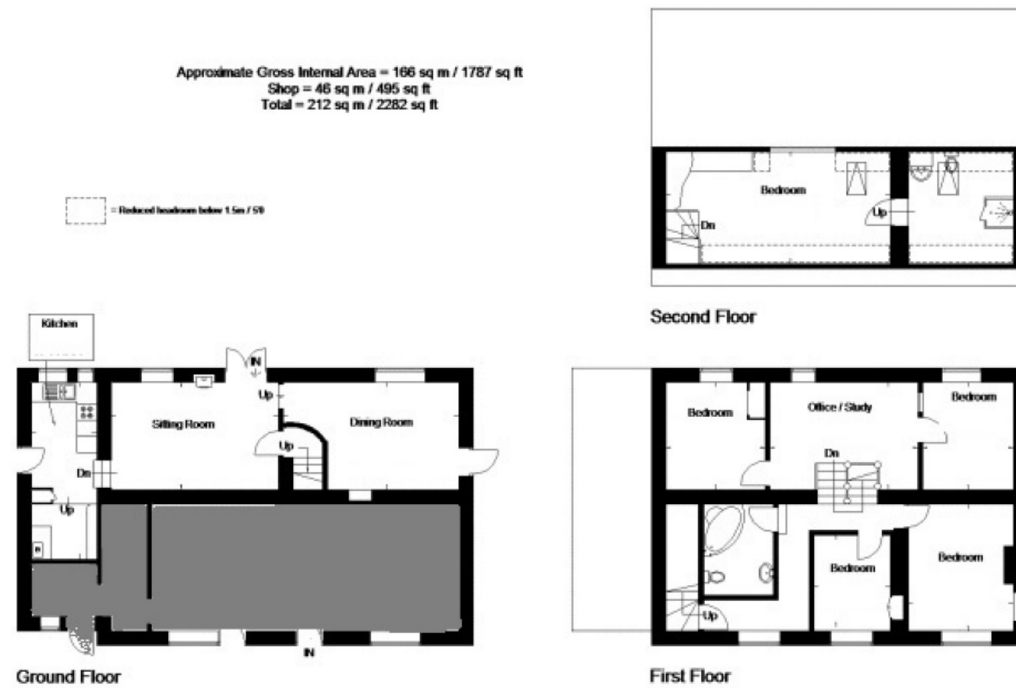 Approximate Gross Internal Area = 166 sq m / 1787 sq ft
Shop = 46 sq m / 495 sq ft
Total = 212 sq m / 2282 sq ft
= Reduced headroom below 1.5m / 5'0
Bedroom
Up
Dn
Second Floor
Kitchen
IN
Up
Sitting Room
Dining Room
Up
Dn
Up
B
IN
Ground Floor
Bedroom
Office / Study
Bedroom
Dn
Bedroom
Bedroom
Up
First Floor